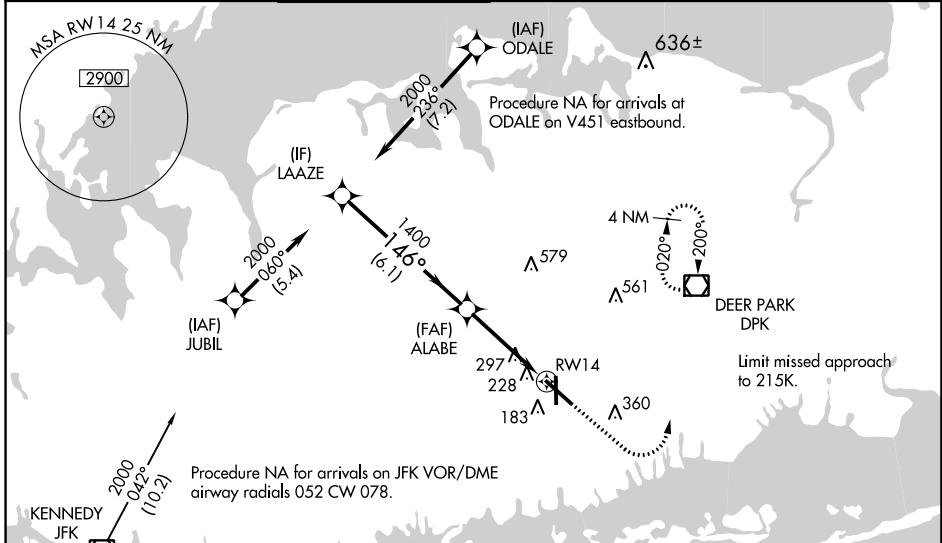 MSA RW14 25 NM
2900
(IAF)
ODALE
636±
2000
236°
(7.2)
Procedure NA for arrivals at
ODALE on V451 eastbound.
(IF)
LAAZE
1400
146°
(6.1)
2000
060°
(5.4)
(IAF)
JUBIL
579
4 NM
020°
200°
561
DEER PARK
DPK
(FAF)
ALABE
297
228
183
RW14
360
Limit missed approach
to 215K.
2000
042°
(10.2)
Procedure NA for arrivals on JFK VOR/DME
airway radials 052 CW 078.
KENNEDY
JFK